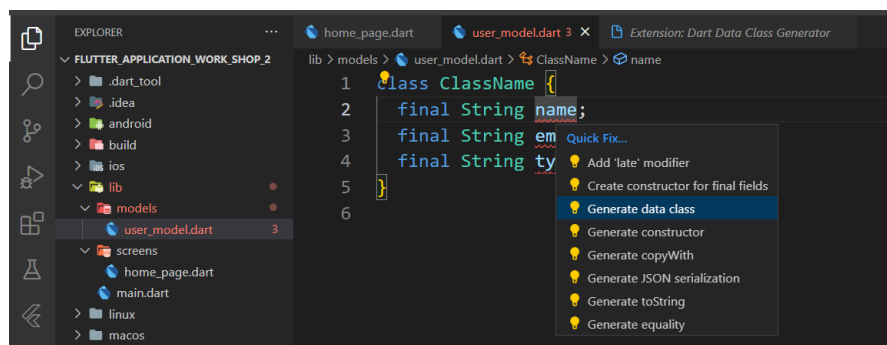 EXPLORER ...
home_page.dart
user_model.dart 3
Extension: Dart Data Class Generator
FLUTTER_APPLICATION_WORK_SHOP_2
lib > models > user_model.dart > ClassName > name
.dart_tool
.idea
android
build
ios
lib
models
user_model.dart 3
screens
home_page.dart
main.dart
linux
macos
1 class ClassName {
2 final String name;
3 final String em
4 final String ty
5 }
6
Quick Fix...
Add 'late' modifier
Create constructor for final fields
Generate data class
Generate constructor
Generate copyWith
Generate JSON serialization
Generate toString
Generate equality